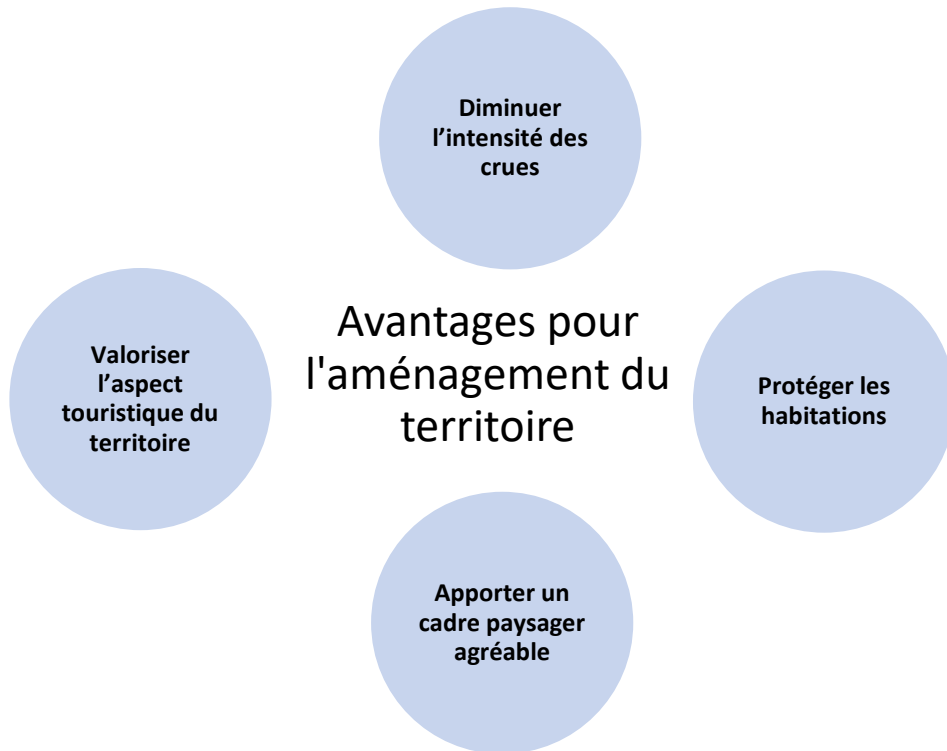 Diminuer
l’intensité des
crues
Avantages pour
l'aménagement du
territoire
Valoriser
l’aspect
touristique du
territoire
Protéger les
habitations
Apporter un
cadre paysager
agréable